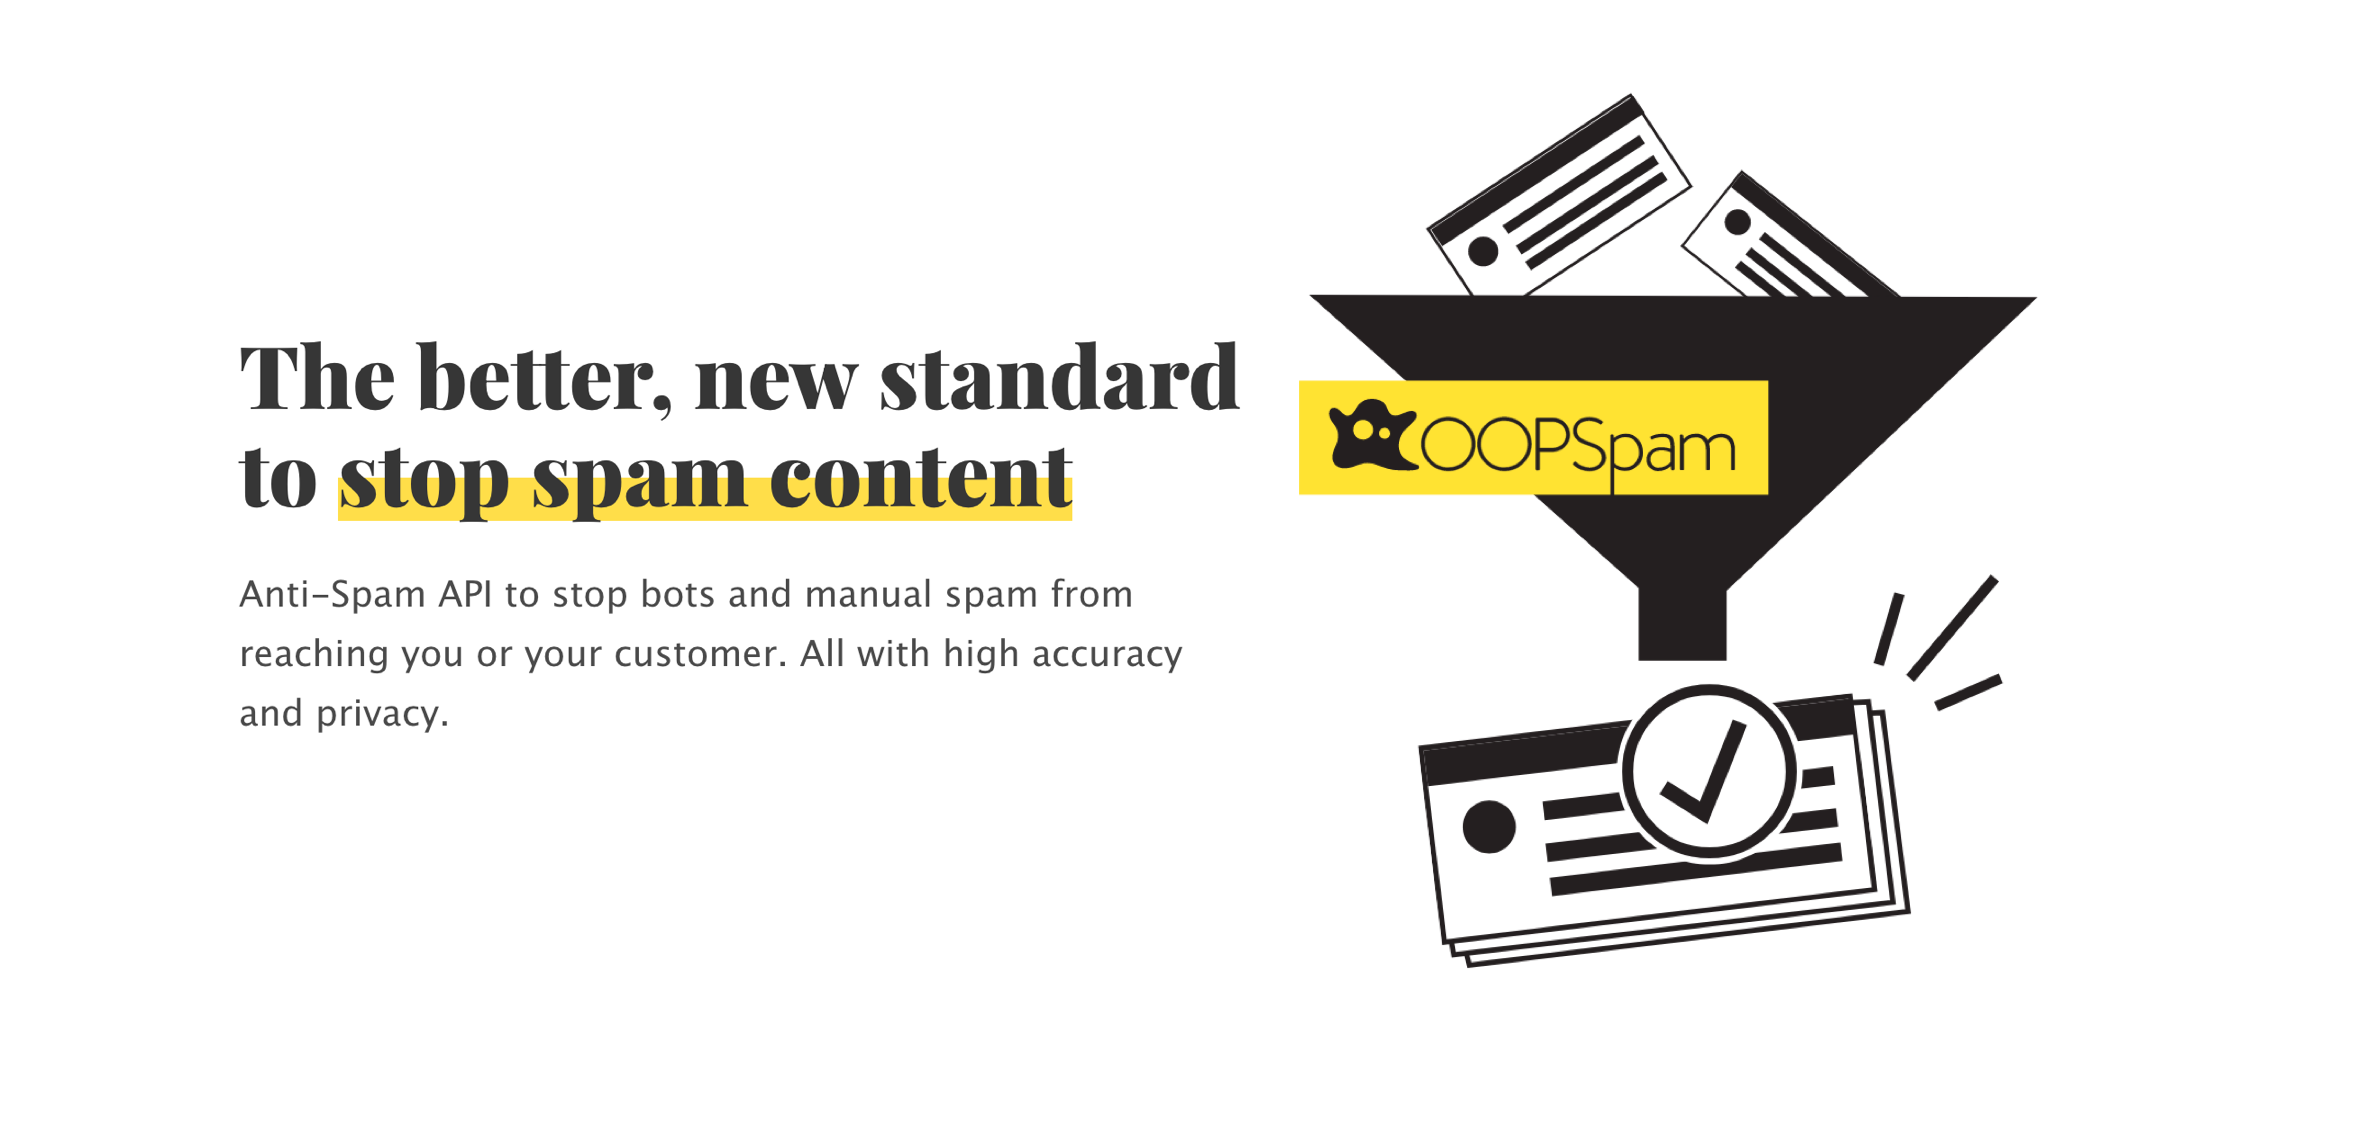 The better, new standard
to stop spam content
Anti-Spam API to stop bots and manual spam from
reaching you or your customer. All with high accuracy
and privacy.
OOPSpam